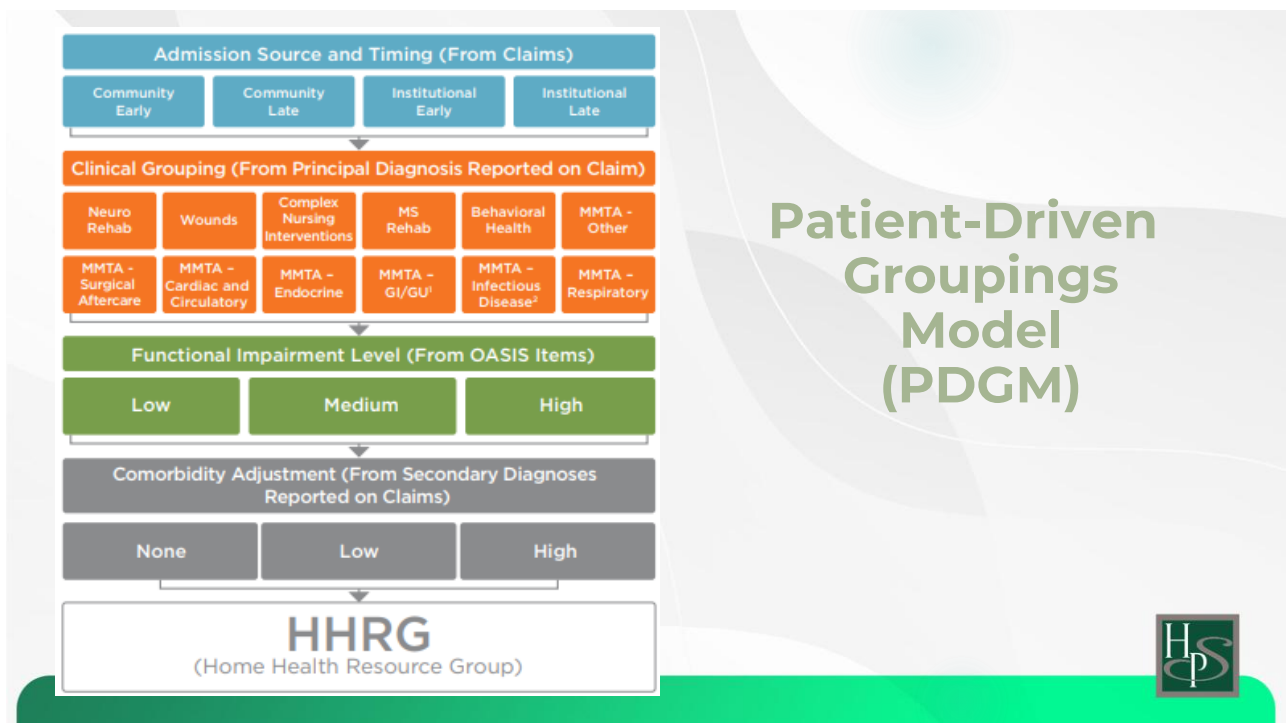 Admission Source and Timing (From Claims)
Community
Early
Community
Late
Institutional
Early
Institutional
Late
Clinical Grouping (From Principal Diagnosis Reported on Claim)
Neuro
Rehab
Wounds
Complex
Nursing
Interventions
MS
Rehab
Behavioral
Health
MMTA -
Other
MMTA -
Surgical
Aftercare
MMTA –
Cardiac and
Circulatory
MMTA –
Endocrine
MMTA –
GI/GU¹
MMTA –
Infectious
Disease²
MMTA –
Respiratory
Functional Impairment Level (From OASIS Items)
Low
Medium
High
Comorbidity Adjustment (From Secondary Diagnoses
Reported on Claims)
None
Low
High
HHRG
(Home Health Resource Group)
Patient-Driven
Groupings
Model
(PDGM)
HPCS